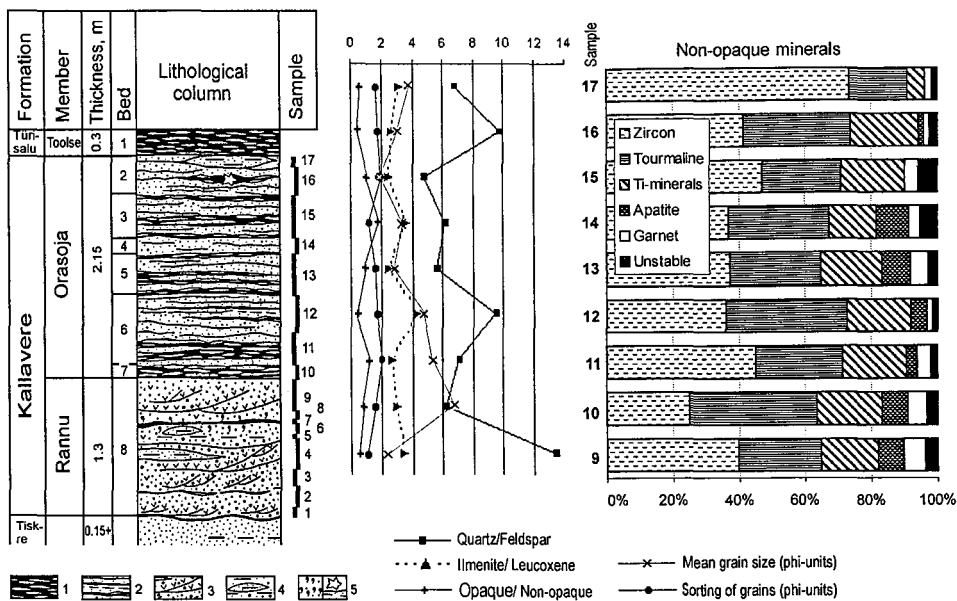 Formation
Member
Thickness, m
Bed
Lithological
column
Sample
Türi-
salu
Toolse
0.3
1
Kallavere
Orasoja
2.15
2
3
4
5
6
7
Rannu
1.3
8
Tisk-
re
0.15+
17
16
15
14
13
12
11
10
9
8
7
6
5
4
3
2
1
0 2 4 6 8 10 12 14
Sample
Non-opaque minerals
17
16
15
14
13
12
11
10
9
Zircon
Tourmaline
Ti-minerals
Apatite
Garnet
Unstable
0% 20% 40% 60% 80% 100%
Quartz/Feldspar
Ilmenite/ Leucoxene
Opaque/ Non-opaque
Mean grain size (phi-units)
Sorting of grains (phi-units)
1 2 3 4 5